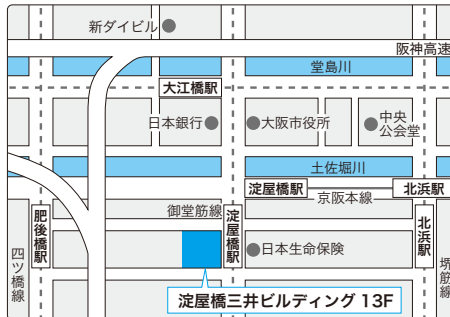 新ダイビル
阪神高速
堂島川
大江橋駅
日本銀行
大阪市役所
中央
公会堂
土佐堀川
淀屋橋駅
北浜駅
京阪本線
御堂筋線
肥後橋駅
淀屋橋駅
北浜駅
四ツ橋線
日本生命保険
堺筋線
淀屋橋三井ビルディング 13F